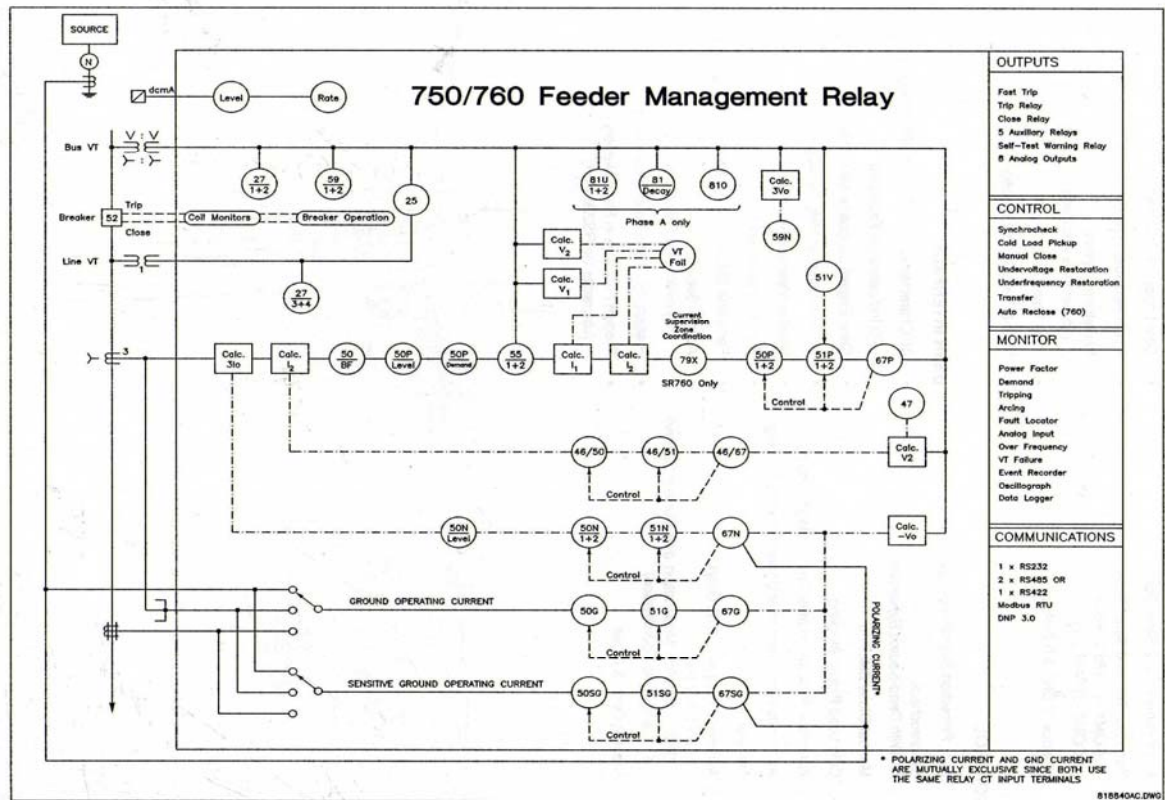 SOURCE
N
dcmA
Level
Rate
750/760 Feeder Management Relay
Bus VT
27
1+2
59
1+2
25
81U
1+2
81
Decay
810
Calc.
3Vo
Phase A only
59N
Breaker
52
Trip
Close
Coil Monitors
Breaker Operation
Line VT
1
27
3+4
Calc.
V2
Calc.
V1
VT
Fail
51V
Current
Supervision
Zone
Coordination
3
Calc.
3Io
Calc.
I2
50
BF
50P
Level
50P
Demand
55
1+2
Calc.
I1
Calc.
I2
79X
SR760 Only
50P
1+2
51P
1+2
67P
Control
47
46/50
46/51
46/67
Calc.
V2
Control
50N
Level
50N
1+2
51N
1+2
67N
Calc.
-Vo
Control
GROUND OPERATING CURRENT
50G
51G
67G
Control
SENSITIVE GROUND OPERATING CURRENT
50SG
51SG
67SG
Control
POLARIZING CURRENT*
OUTPUTS
Fast Trip
Trip Relay
Close Relay
5 Auxiliary Relays
Self-Test Warning Relay
8 Analog Outputs
CONTROL
Synchrocheck
Cold Load Pickup
Manual Close
Undervoltage Restoration
Underfrequency Restoration
Transfer
Auto Reclose (760)
MONITOR
Power Factor
Demand
Tripping
Arcing
Fault Locator
Analog Input
Over Frequency
VT Failure
Event Recorder
Oscillograph
Data Logger
COMMUNICATIONS
1 x RS232
2 x RS485 OR
1 x RS422
Modbus RTU
DNP 3.0
* POLARIZING CURRENT AND GND CURRENT
ARE MUTUALLY EXCLUSIVE SINCE BOTH USE
THE SAME RELAY CT INPUT TERMINALS
818840AC.DWG